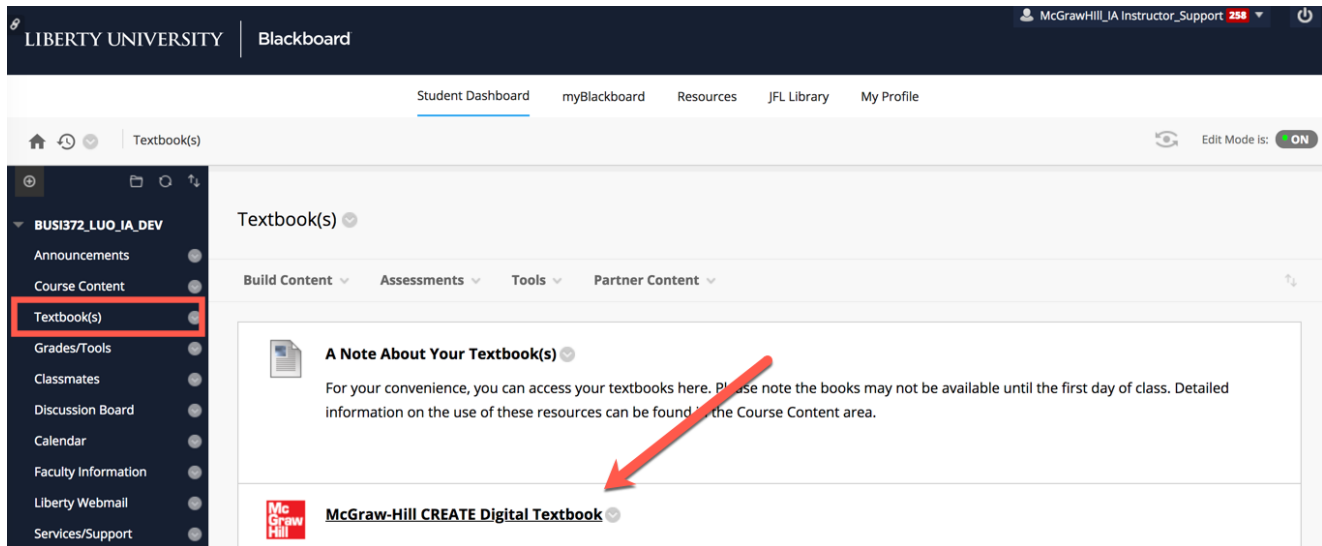 McGrawHill_IA Instructor_Support 258
LIBERTY UNIVERSITY Blackboard
Student Dashboard myBlackboard Resources JFL Library My Profile
Textbook(s) Edit Mode is: ON
BUSI372_LUO_IA_DEV
Announcements
Course Content
Textbook(s)
Grades/Tools
Classmates
Discussion Board
Calendar
Faculty Information
Liberty Webmail
Services/Support
Textbook(s)
Build Content Assessments Tools Partner Content
A Note About Your Textbook(s)
For your convenience, you can access your textbooks here. Please note the books may not be available until the first day of class. Detailed
information on the use of these resources can be found in the Course Content area.
Mc
Graw
Hill
McGraw-Hill CREATE Digital Textbook